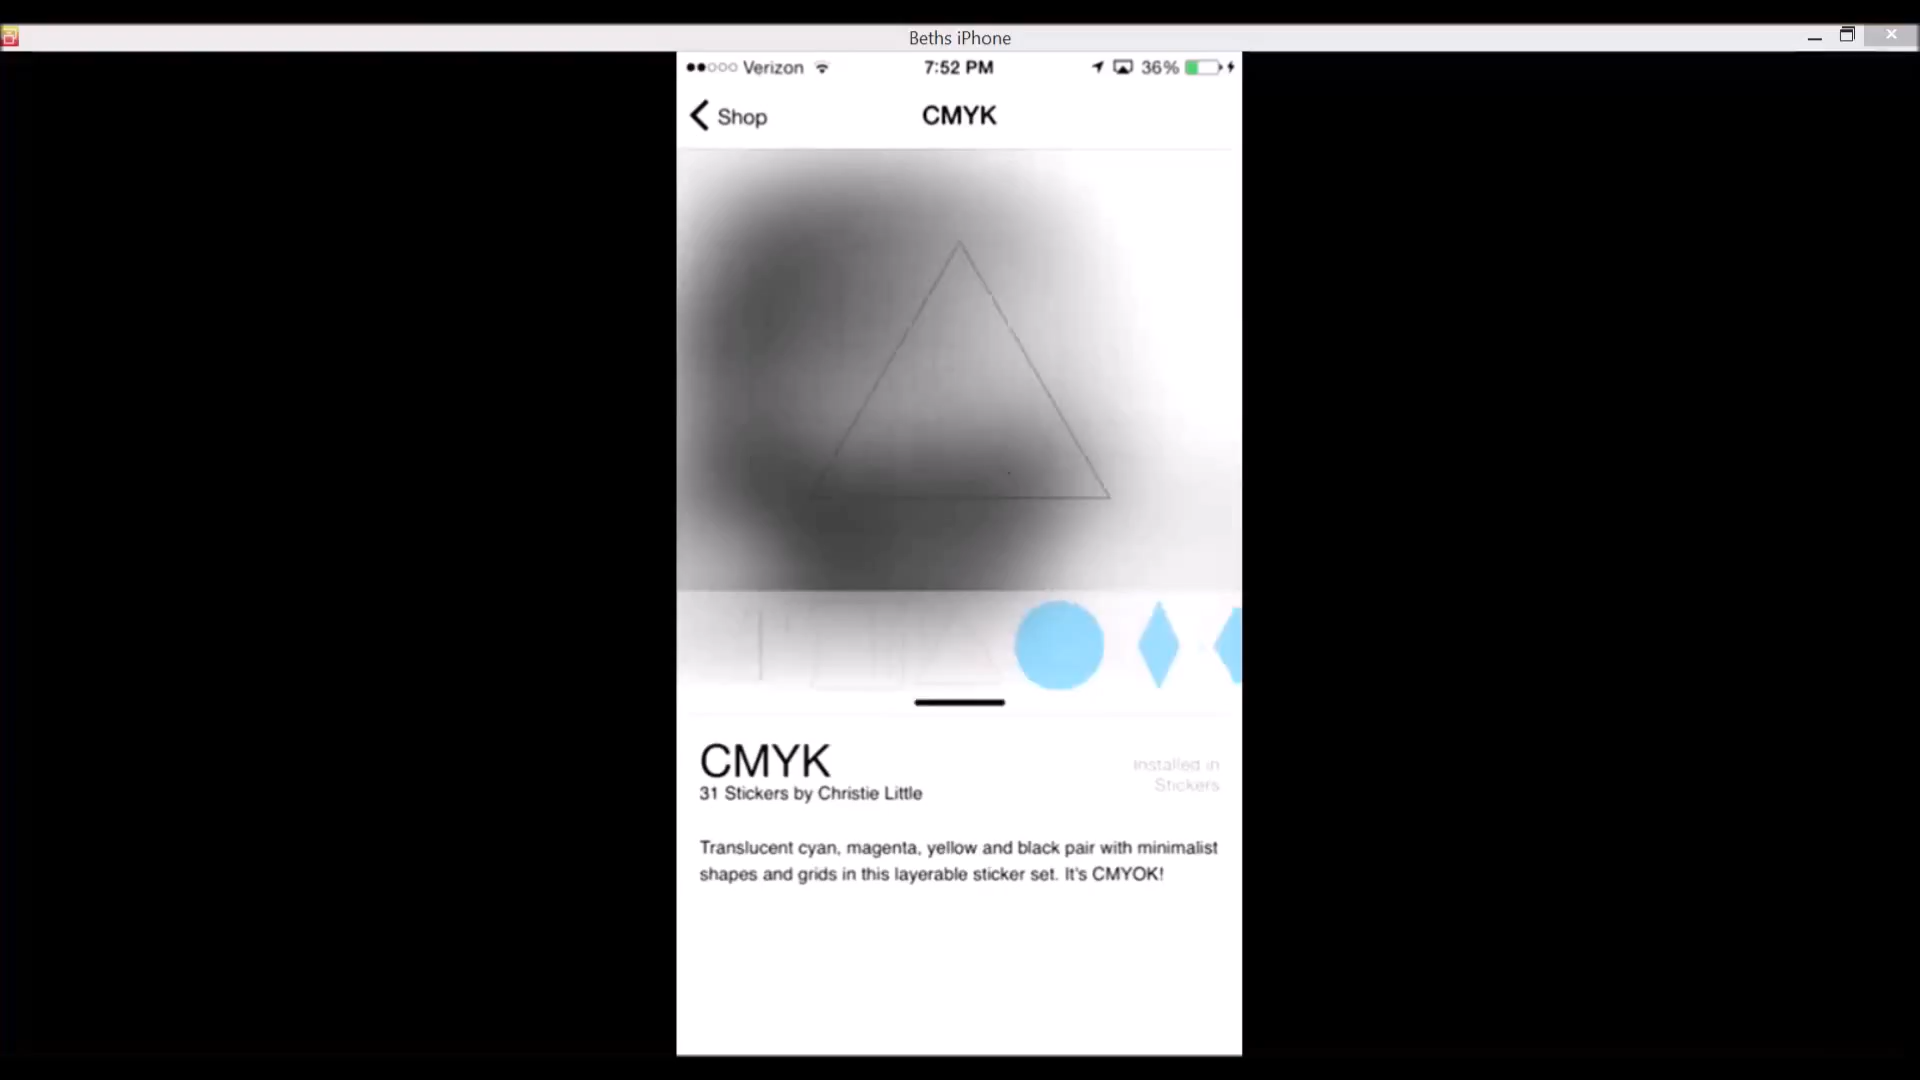 Beths iPhone
Verizon 7:52 PM 36%
Shop CMYK
CMYK
Installed in
Stickers
31 Stickers by Christie Little
Translucent cyan, magenta, yellow and black pair with minimalist
shapes and grids in this layerable sticker set. It's CMYOK!